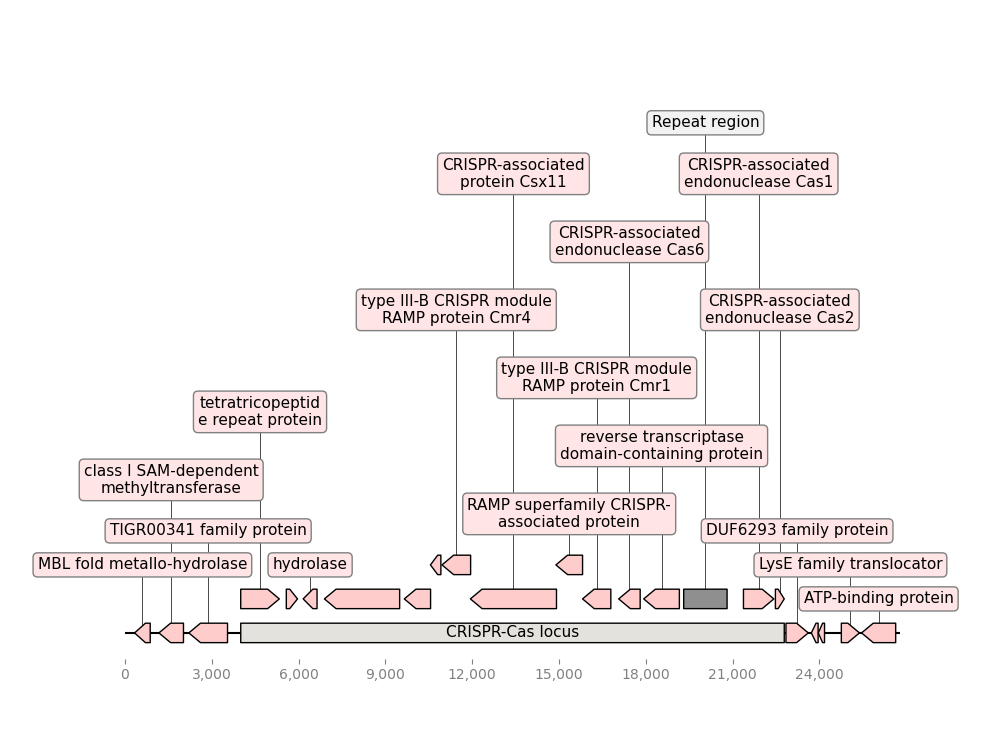 Repeat region
CRISPR-associated
protein Csx11
CRISPR-associated
endonuclease Cas1
CRISPR-associated
endonuclease Cas6
type III-B CRISPR module
RAMP protein Cmr4
CRISPR-associated
endonuclease Cas2
type III-B CRISPR module
RAMP protein Cmr1
tetratricopeptid
e repeat protein
reverse transcriptase
domain-containing protein
class I SAM-dependent
methyltransferase
RAMP superfamily CRISPR-
associated protein
TIGR00341 family protein
DUF6293 family protein
MBL fold metallo-hydrolase
hydrolase
LysE family translocator
ATP-binding protein
CRISPR-Cas locus
0
3,000
6,000
9,000
12,000
15,000
18,000
21,000
24,000